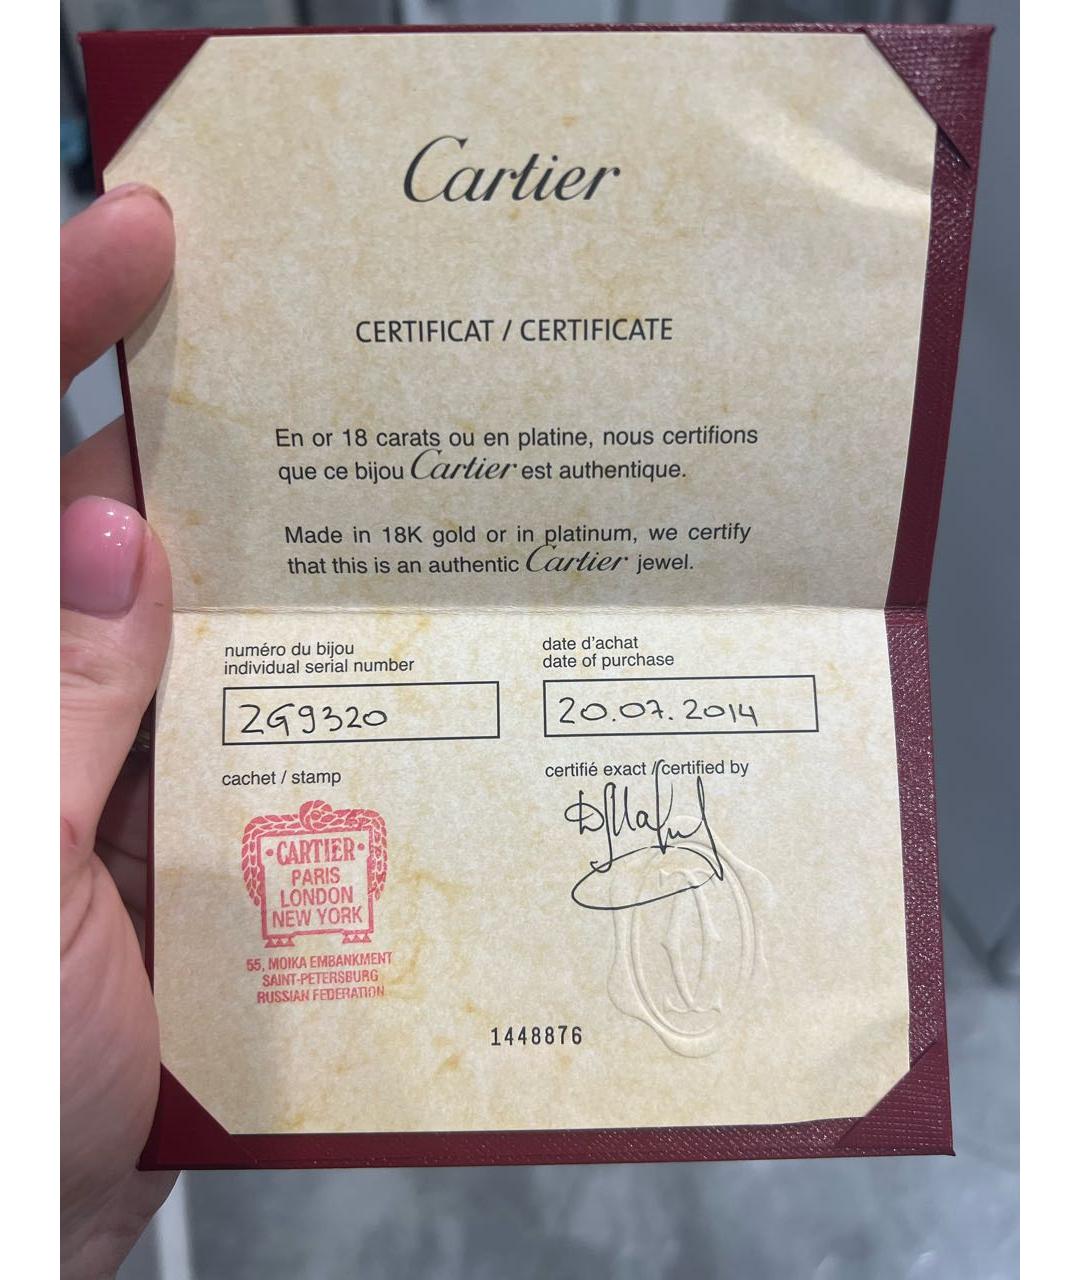 Cartier
CERTIFICAT / CERTIFICATE
En or 18 carats ou en platine, nous certifions
que ce bijou Cartier est authentique.
Made in 18K gold or in platinum, we certify
that this is an authentic Cartier jewel.
numéro du bijou
individual serial number
date d'achat
date of purchase
ZG9320
20.07.2014
cachet / stamp
certifié exact / certified by
CARTIER
PARIS
LONDON
NEW YORK
55, MOIKA EMBANKMENT
SAINT-PETERSBURG
RUSSIAN FEDERATION
1448876